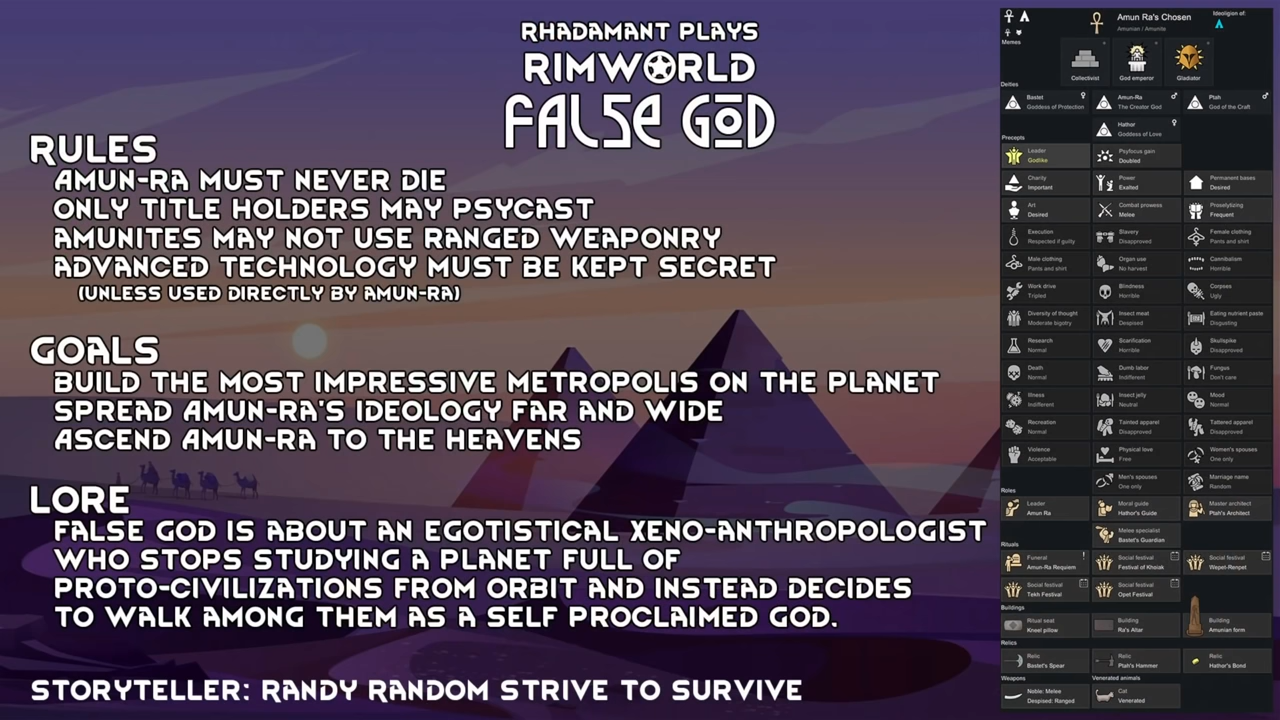 RHADAMANT PLAYS
RIMWORLD
FALSE GOD
RULES
AMUN-RA MUST NEVER DIE
ONLY TITLE HOLDERS MAY PSYCAST
AMUNITES MAY NOT USE RANGED WEAPONRY
ADVANCED TECHNOLOGY MUST BE KEPT SECRET
(UNLESS USED DIRECTLY BY AMUN-RA)
GOALS
BUILD THE MOST IMPRESSIVE METROPOLIS ON THE PLANET
SPREAD AMUN-RA'S IDEOLOGY FAR AND WIDE
ASCEND AMUN-RA TO THE HEAVENS
LORE
FALSE GOD IS ABOUT AN EGOTISTICAL XENO-ANTHROPOLOGIST
WHO STOPS STUDYING A PLANET FULL OF
PROTO-CIVILIZATIONS FROM ORBIT AND INSTEAD DECIDES
TO WALK AMONG THEM AS A SELF PROCLAIMED GOD.
STORYTELLER: RANDY RANDOM STRIVE TO SURVIVE
Amun Ra's Chosen
Amunian / Amunite
Ideoligion of:
Memes
Collectivist
God emperor
Gladiator
Deities
Bastet
Goddess of Protection
Amun-Ra
The Creator God
Ptah
God of the Craft
Hathor
Goddess of Love
Precepts
Leader
Godlike
Psyfocus gain
Doubled
Charity
Important
Power
Exalted
Permanent bases
Desired
Art
Desired
Combat prowess
Melee
Proselytizing
Frequent
Execution
Respected if guilty
Slavery
Disapproved
Female clothing
Pants and shirt
Male clothing
Pants and shirt
Organ use
No harvest
Cannibalism
Horrible
Work drive
Tripled
Blindness
Horrible
Corpses
Ugly
Diversity of thought
Moderate bigotry
Insect meat
Despised
Eating nutrient paste
Disgusting
Research
Normal
Scarification
Horrible
Skullspike
Disapproved
Death
Normal
Dumb labor
Indifferent
Fungus
Don't care
Illness
Indifferent
Insect jelly
Neutral
Mood
Normal
Recreation
Normal
Tainted apparel
Disapproved
Tattered apparel
Disapproved
Violence
Acceptable
Physical love
Free
Women's spouses
One only
Men's spouses
One only
Marriage name
Random
Roles
Leader
Amun Ra
Moral guide
Hathor's Guide
Master architect
Ptah's Architect
Melee specialist
Bastet's Guardian
Rituals
Funeral
Amun-Ra Requiem
Social festival
Festival of Khoiak
Social festival
Wepet-Renpet
Social festival
Tekh Festival
Social festival
Opet Festival
Buildings
Ritual seat
Kneel pillow
Building
Ra's Altar
Building
Amunian form
Relics
Relic
Bastet's Spear
Relic
Ptah's Hammer
Relic
Hathor's Bond
Weapons
Noble: Melee
Despised: Ranged
Venerated animals
Cat
Venerated